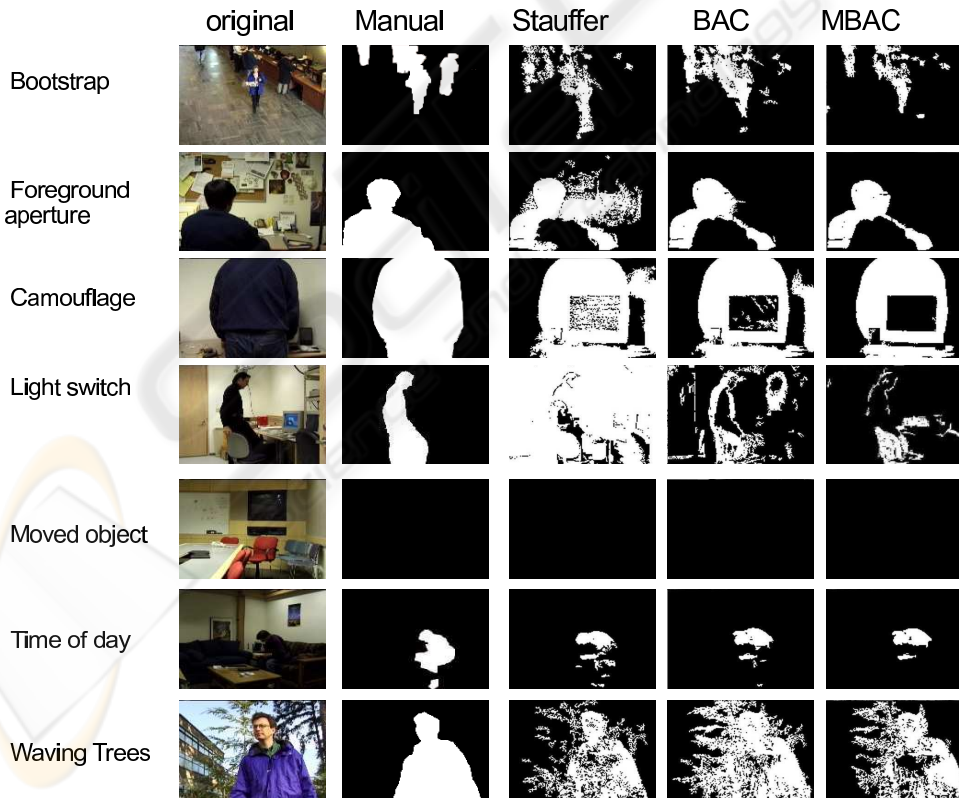 original Manual Stauffer BAC MBAC
Bootstrap
Foreground
aperture
Camouflage
Light switch
Moved object
Time of day
Waving Trees